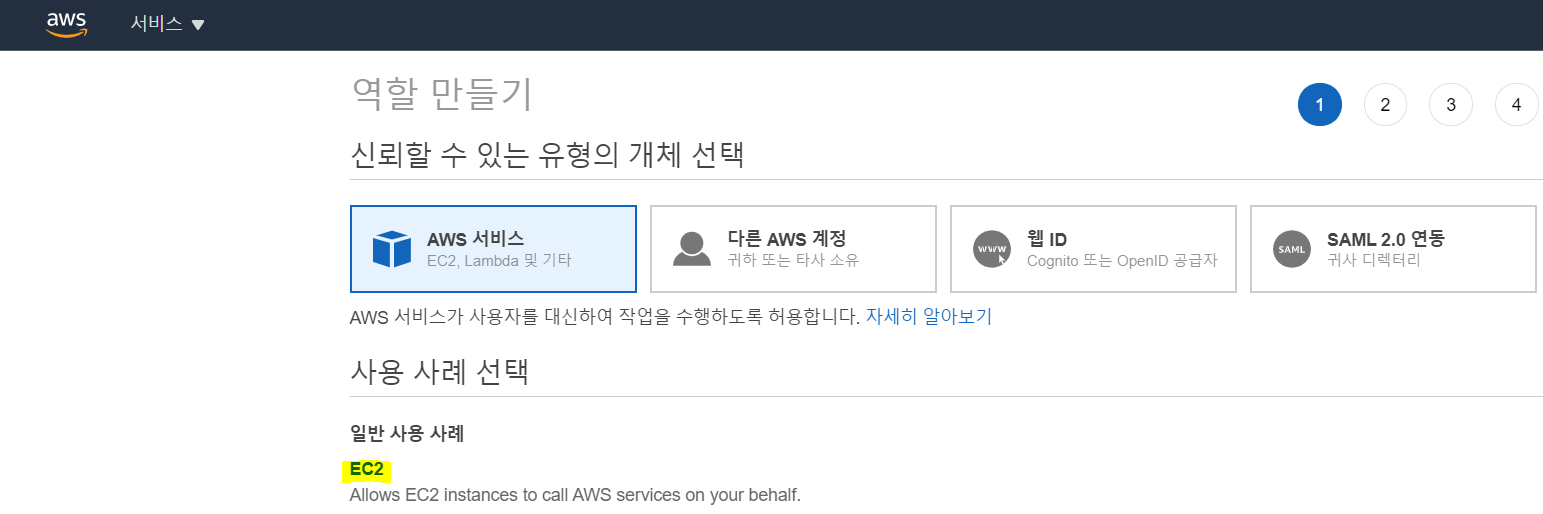 aws 서비스
역할 만들기
1 2 3 4
신뢰할 수 있는 유형의 개체 선택
AWS 서비스
EC2, Lambda 및 기타
다른 AWS 계정
귀하 또는 타사 소유
www
웹 ID
Cognito 또는 OpenID 공급자
SAML
SAML 2.0 연동
귀사 디렉터리
AWS 서비스가 사용자를 대신하여 작업을 수행하도록 허용합니다. 자세히 알아보기
사용 사례 선택
일반 사용 사례
EC2
Allows EC2 instances to call AWS services on your behalf.